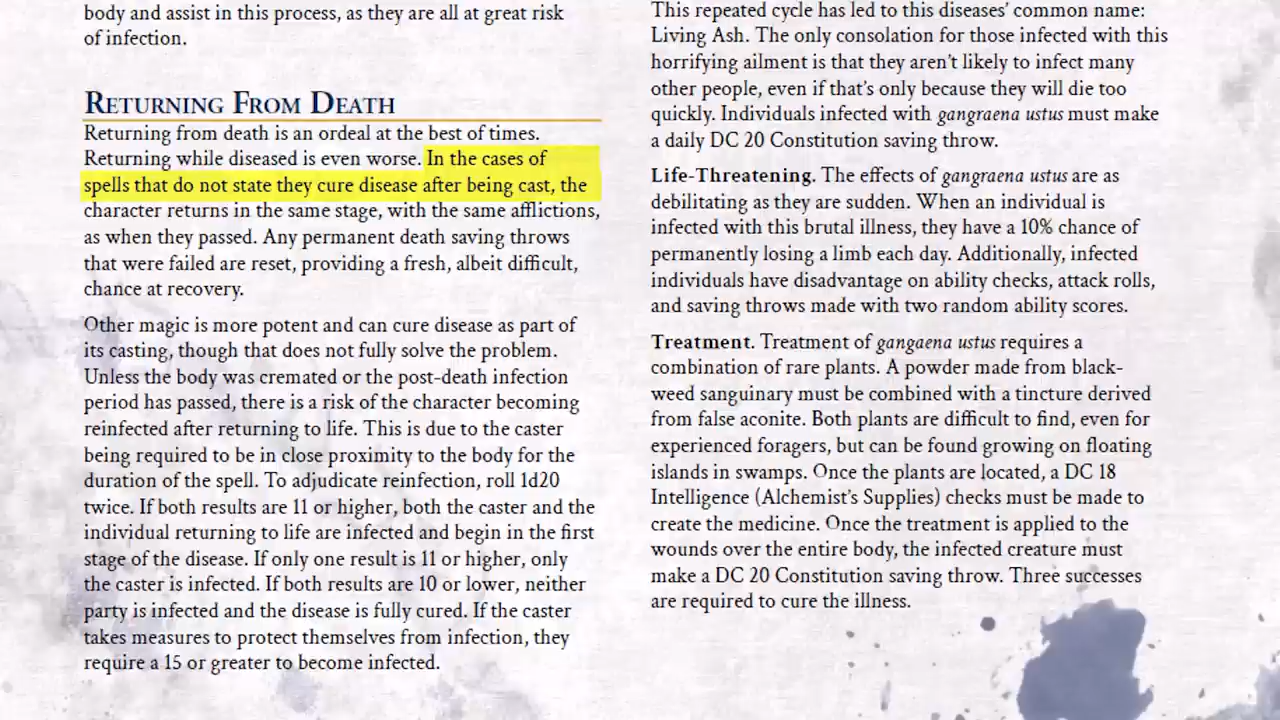 body and assist in this process, as they are all at great risk
of infection.
Returning From Death
Returning from death is an ordeal at the best of times.
Returning while diseased is even worse. In the cases of
spells that do not state they cure disease after being cast, the
character returns in the same stage, with the same afflictions,
as when they passed. Any permanent death saving throws
that were failed are reset, providing a fresh, albeit difficult,
chance at recovery.
Other magic is more potent and can cure disease as part of
its casting, though that does not fully solve the problem.
Unless the body was cremated or the post-death infection
period has passed, there is a risk of the character becoming
reinfected after returning to life. This is due to the caster
being required to be in close proximity to the body for the
duration of the spell. To adjudicate reinfection, roll 1d20
twice. If both results are 11 or higher, both the caster and the
individual returning to life are infected and begin in the first
stage of the disease. If only one result is 11 or higher, only
the caster is infected. If both results are 10 or lower, neither
party is infected and the disease is fully cured. If the caster
takes measures to protect themselves from infection, they
require a 15 or greater to become infected.
This repeated cycle has led to this diseases' common name:
Living Ash. The only consolation for those infected with this
horrifying ailment is that they aren't likely to infect many
other people, even if that's only because they will die too
quickly. Individuals infected with gangraena ustus must make
a daily DC 20 Constitution saving throw.
Life-Threatening. The effects of gangraena ustus are as
debilitating as they are sudden. When an individual is
infected with this brutal illness, they have a 10% chance of
permanently losing a limb each day. Additionally, infected
individuals have disadvantage on ability checks, attack rolls,
and saving throws made with two random ability scores.
Treatment. Treatment of gangaena ustus requires a
combination of rare plants. A powder made from black-
weed sanguinary must be combined with a tincture derived
from false aconite. Both plants are difficult to find, even for
experienced foragers, but can be found growing on floating
islands in swamps. Once the plants are located, a DC 18
Intelligence (Alchemist's Supplies) checks must be made to
create the medicine. Once the treatment is applied to the
wounds over the entire body, the infected creature must
make a DC 20 Constitution saving throw. Three successes
are required to cure the illness.